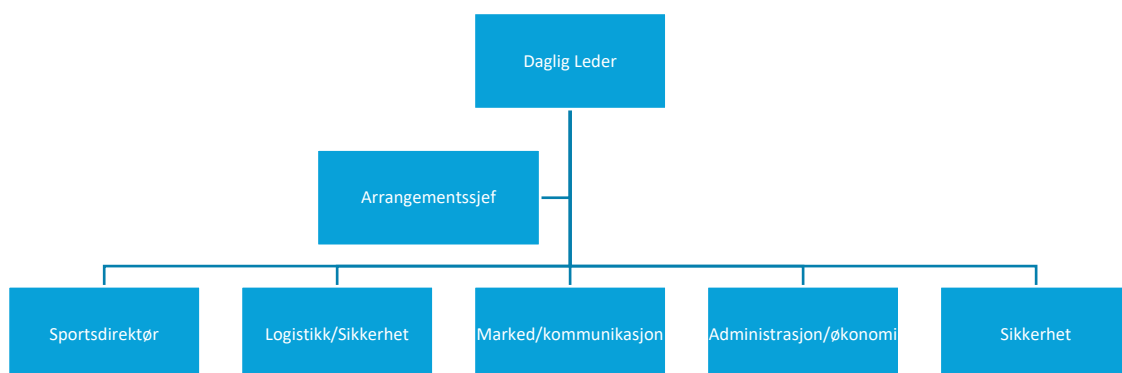 Daglig Leder
Arrangementssjef
Sportsdirektør
Logistikk/Sikkerhet
Marked/kommunikasjon
Administrasjon/økonomi
Sikkerhet